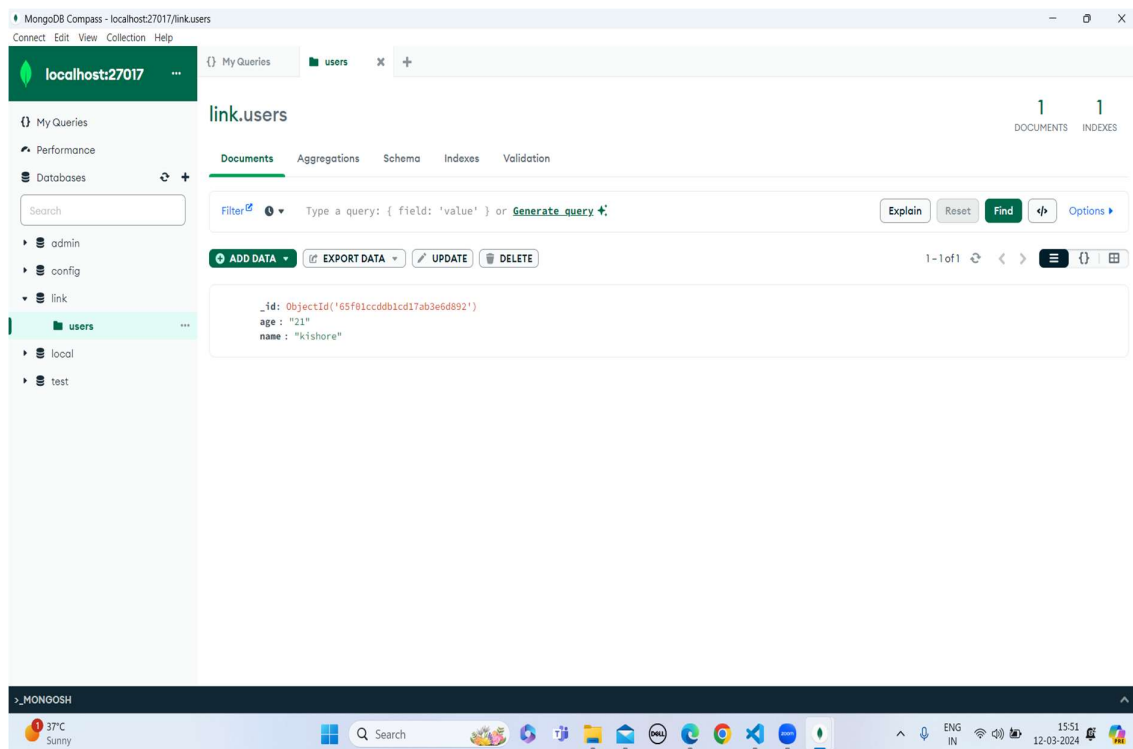 MongoDB Compass - localhost:27017/link.users
Connect Edit View Collection Help
localhost:27017 ...
{} My Queries
users
{} My Queries
Performance
Databases
Search
admin
config
link
users ...
local
test
link.users
1 DOCUMENTS
1 INDEXES
Documents Aggregations Schema Indexes Validation
Filter Type a query: { field: 'value' } or Generate query
Explain Reset Find </> Options
ADD DATA EXPORT DATA UPDATE DELETE
1 – 1 of 1 {}
_id: ObjectId('65f01ccddb1cd17ab3e6d892')
age : "21"
name : "kishore"
>_MONGOSH
1
37°C
Sunny
Search
DELL
zoom
ENG
IN
15:51
12-03-2024
PRE